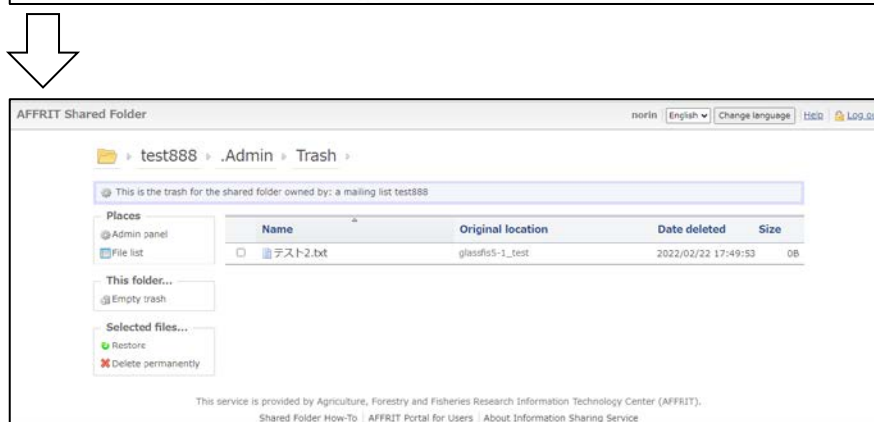 AFFRIT Shared Folder norin English Change language Help Log ou
test888 .Admin Trash
This is the trash for the shared folder owned by: a mailing list test888
Places
Admin panel
File list
Name Original location Date deleted Size
テスト2.txt glassfis5-1_test 2022/02/22 17:49:53 0B
This folder...
Empty trash
Selected files...
Restore
Delete permanently
This service is provided by Agriculture, Forestry and Fisheries Research Information Technology Center (AFFRIT).
Shared Folder How-To | AFFRIT Portal for Users | About Information Sharing Service